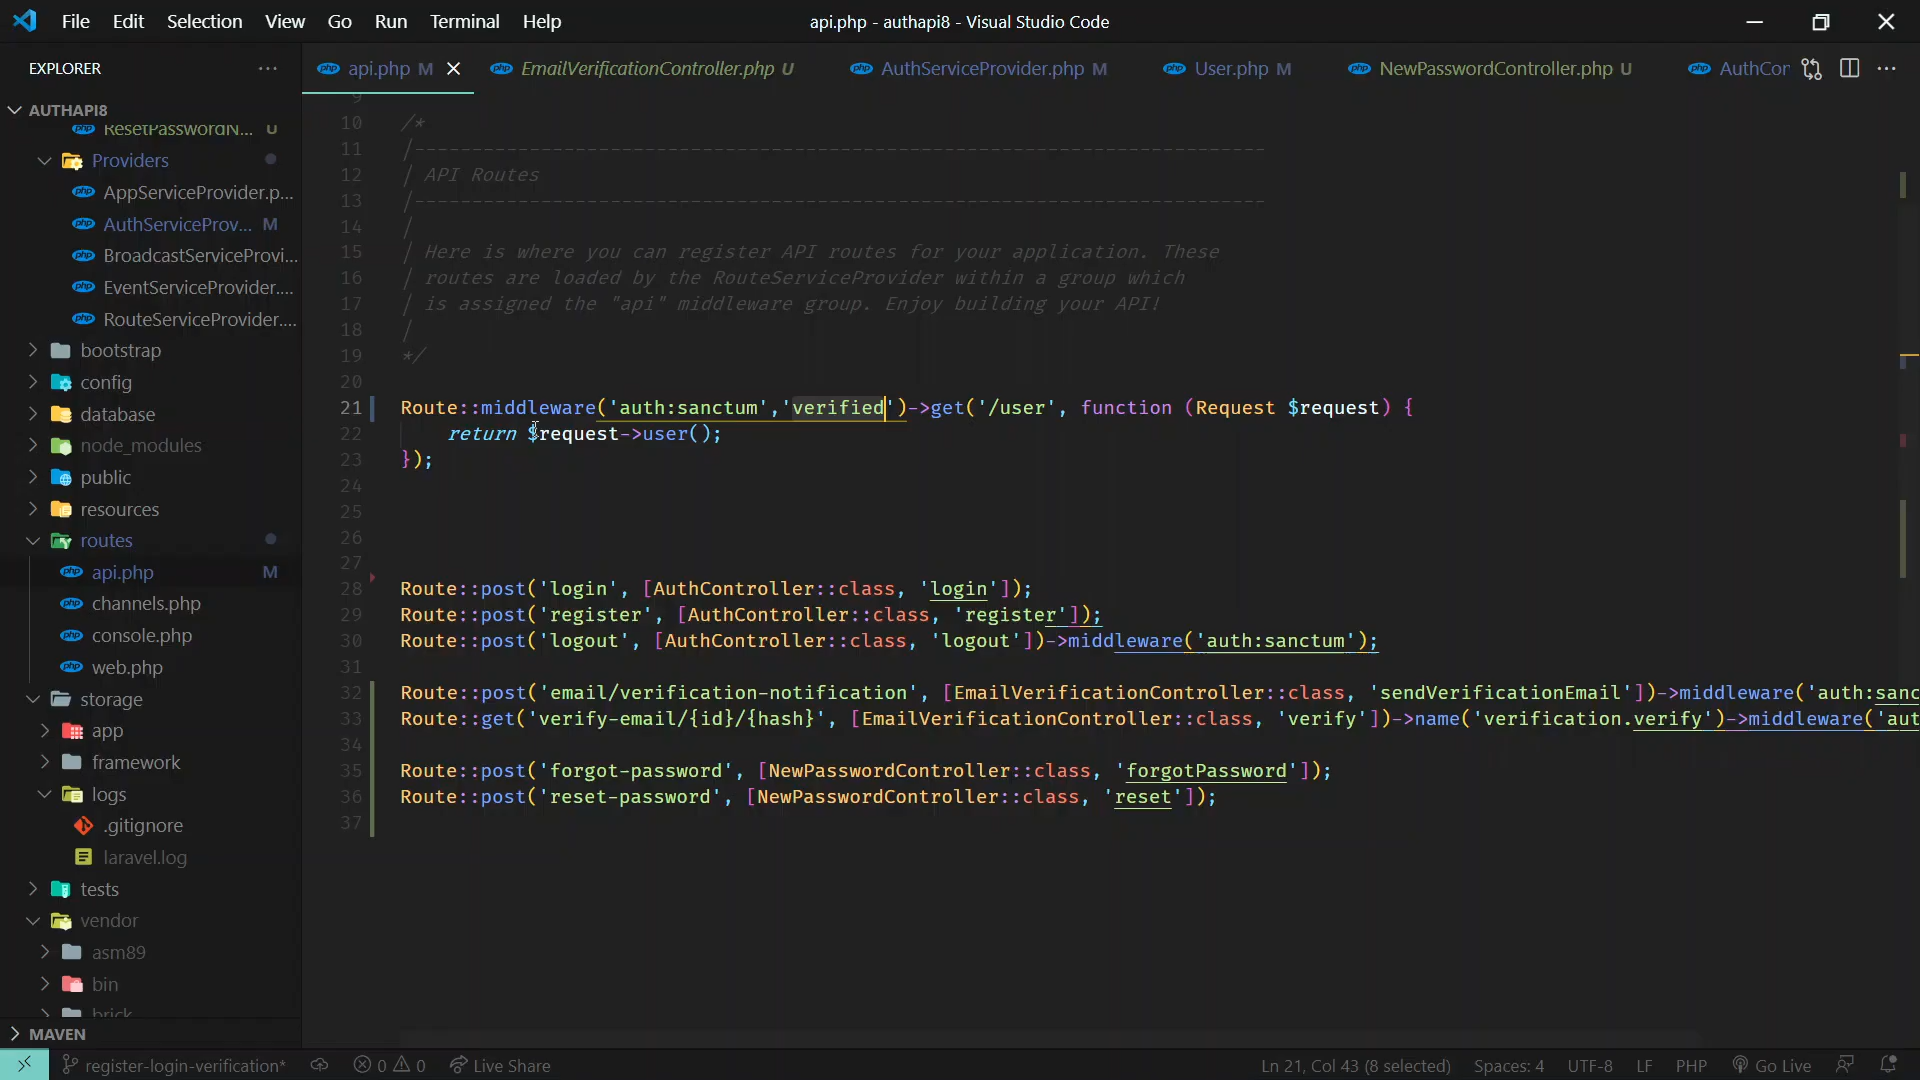 File Edit Selection View Go Run Terminal Help
api.php - authapi8 - Visual Studio Code
EXPLORER
api.php M
EmailVerificationController.php U
AuthServiceProvider.php M
User.php M
NewPasswordController.php U
AuthCor
AUTHAPI8
ResetPasswordN... U
Providers
AppServiceProvider.p...
AuthServiceProv... M
BroadcastServiceProvi...
EventServiceProvider....
RouteServiceProvider....
bootstrap
config
database
node_modules
public
resources
routes
api.php M
channels.php
console.php
web.php
storage
app
framework
logs
.gitignore
laravel.log
tests
vendor
asm89
bin
brick
MAVEN
9
10 /*
11 |--------------------------------------------------------------------------
12 | API Routes
13 |--------------------------------------------------------------------------
14 |
15 | Here is where you can register API routes for your application. These
16 | routes are loaded by the RouteServiceProvider within a group which
17 | is assigned the "api" middleware group. Enjoy building your API!
18 |
19 */
20
21 Route::middleware('auth:sanctum','verified')->get('/user', function (Request $request) {
22 return $request->user();
23 });
24
25
26
27
28 Route::post('login', [AuthController::class, 'login']);
29 Route::post('register', [AuthController::class, 'register']);
30 Route::post('logout', [AuthController::class, 'logout'])->middleware('auth:sanctum');
31
32 Route::post('email/verification-notification', [EmailVerificationController::class, 'sendVerificationEmail'])->middleware('auth:sanc
33 Route::get('verify-email/{id}/{hash}', [EmailVerificationController::class, 'verify'])->name('verification.verify')->middleware('aut
34
35 Route::post('forgot-password', [NewPasswordController::class, 'forgotPassword']);
36 Route::post('reset-password', [NewPasswordController::class, 'reset']);
37
register-login-verification* 0 0 Live Share
Ln 21, Col 43 (8 selected) Spaces: 4 UTF-8 LF PHP Go Live